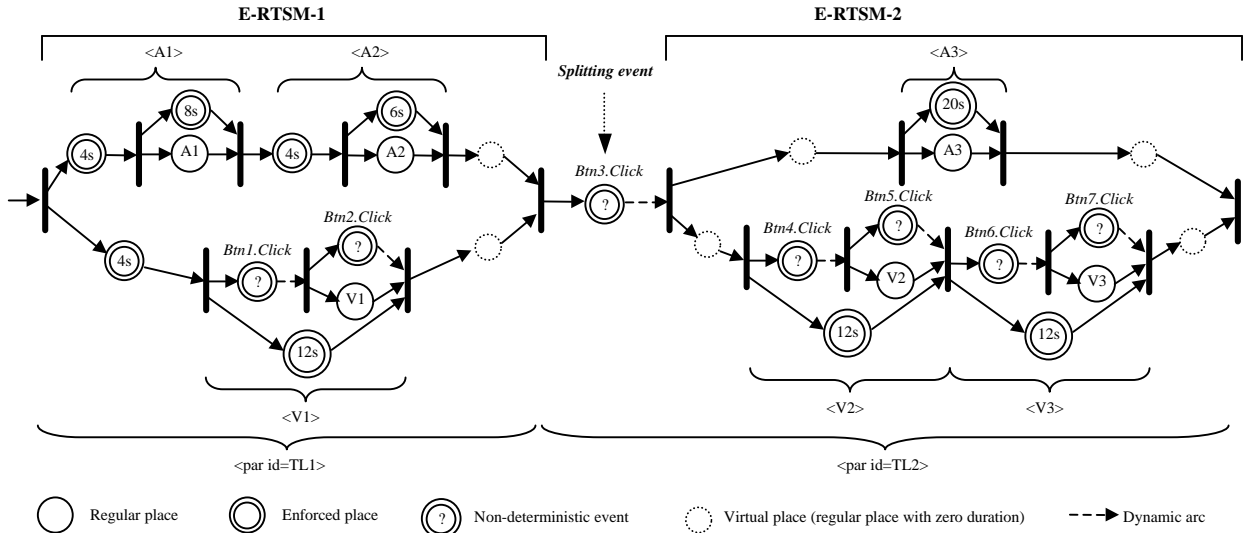 E-RTSM-1
E-RTSM-2
<A1>
<A2>
<A3>
Splitting event
8s
6s
20s
4s
A1
4s
A2
A3
Btn3.Click
?
Btn2.Click
Btn5.Click
Btn7.Click
Btn1.Click
?
Btn4.Click
?
Btn6.Click
?
4s
?
V1
?
V2
?
V3
12s
12s
12s
<V1>
<V2>
<V3>
<par id=TL1>
<par id=TL2>
Regular place
Enforced place
?
Non-deterministic event
Virtual place (regular place with zero duration)
Dynamic arc